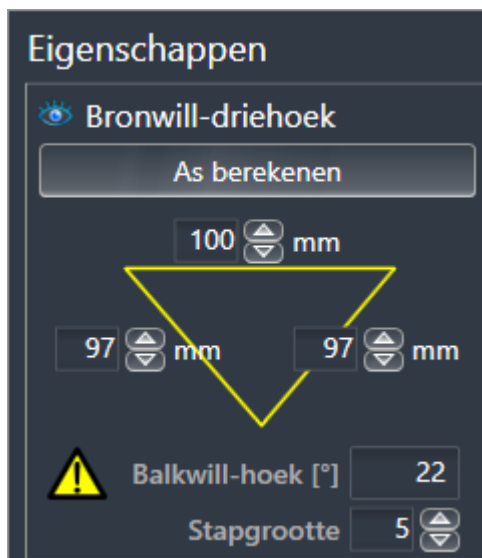 Eigenschappen
Bronwill-driehoek
As berekenen
100 mm
97 mm 97 mm
Balkwill-hoek [°] 22
Stapgrootte 5